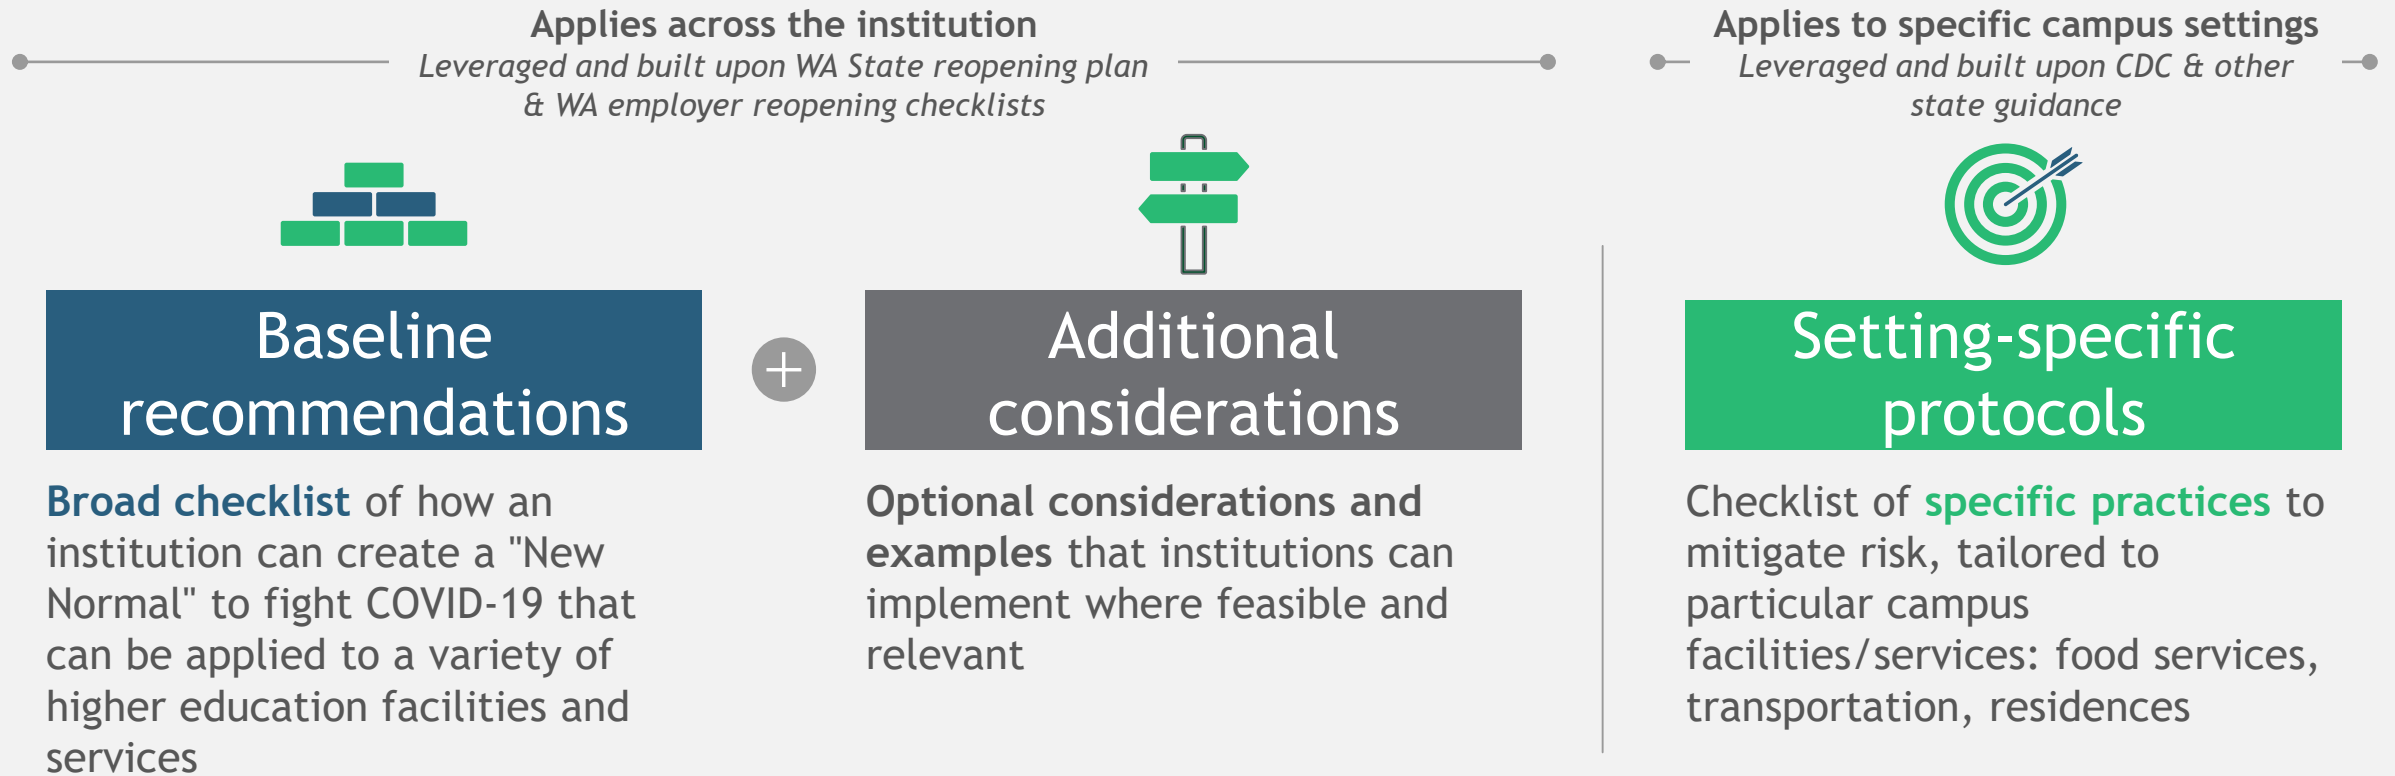 Applies across the institution
Leveraged and built upon WA State reopening plan
& WA employer reopening checklists
Applies to specific campus settings
Leveraged and built upon CDC & other
state guidance
Baseline
recommendations
+
Additional
considerations
Setting-specific
protocols
Broad checklist of how an
institution can create a "New
Normal" to fight COVID-19 that
can be applied to a variety of
higher education facilities and
services
Optional considerations and
examples that institutions can
implement where feasible and
relevant
Checklist of specific practices to
mitigate risk, tailored to
particular campus
facilities/services: food services,
transportation, residences